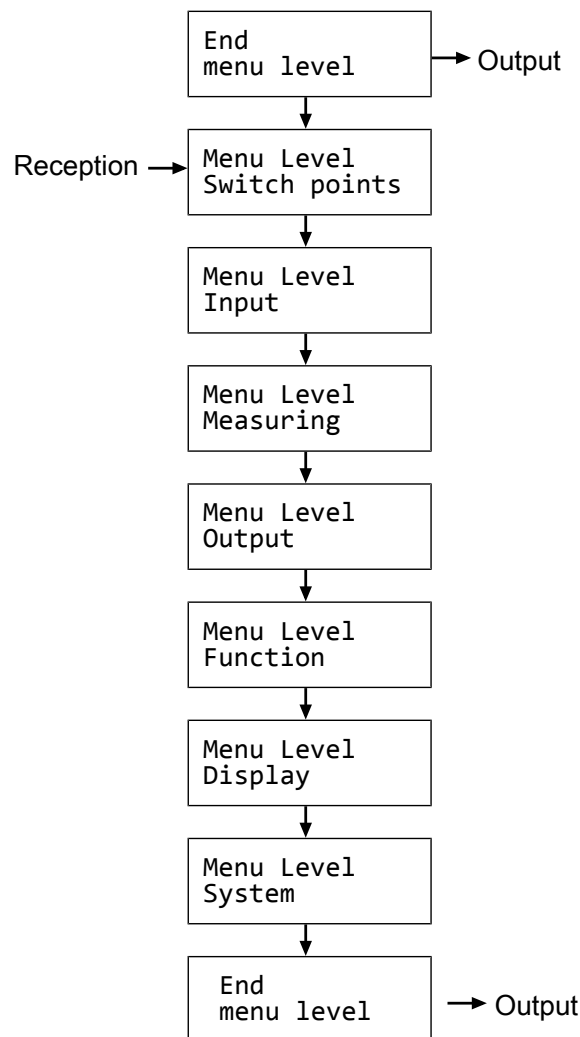 End
menu level
Output
Reception
Menu Level
Switch points
Menu Level
Input
Menu Level
Measuring
Menu Level
Output
Menu Level
Function
Menu Level
Display
Menu Level
System
End
menu level
Output